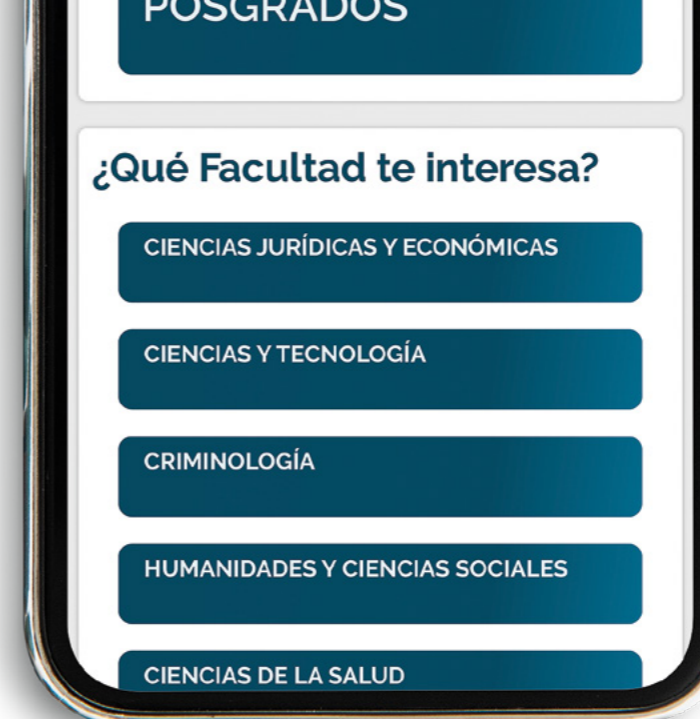 POSGRADOS
¿Qué Facultad te interesa?
CIENCIAS JURÍDICAS Y ECONÓMICAS
CIENCIAS Y TECNOLOGÍA
CRIMINOLOGÍA
HUMANIDADES Y CIENCIAS SOCIALES
CIENCIAS DE LA SALUD